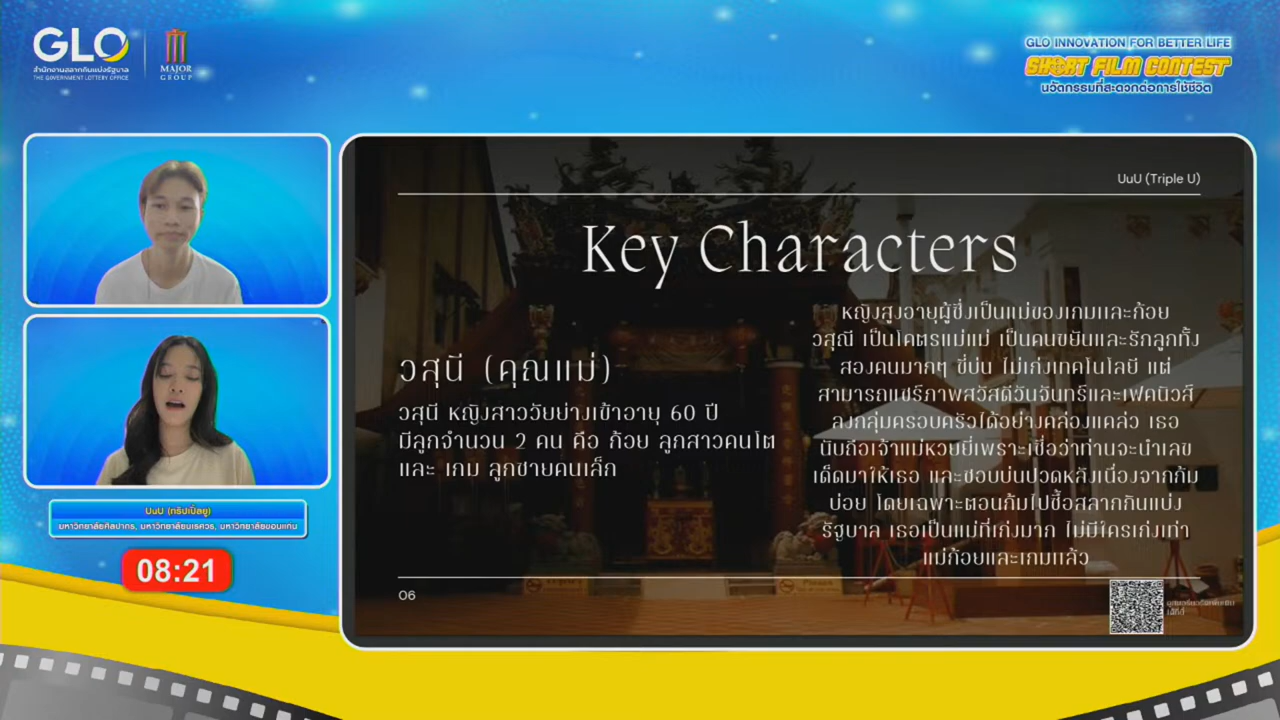 GLO
สำนักงานสลากกินแบ่งรัฐบาล
THE GOVERNMENT LOTTERY OFFICE
MAJOR
GROUP
GLO INNOVATION FOR BETTER LIFE
SHORT FILM CONTEST
นวัตกรรมที่สะดวกต่อการใช้ชีวิต
UuU (Triple U)
Key Characters
วสุนี (คุณแม่)
วสุนี หญิงสาววัยย่างเข้าอายุ 60 ปี
มีลูกจำนวน 2 คน คือ ก้อย ลูกสาวคนโต
และ เกม ลูกชายคนเล็ก
หญิงสูงอายุผู้ซึ่งเป็นแม่ของเกมและก้อย
วสุณี เป็นโคตรแม่แม่ เป็นคนขยันและรักลูกทั้ง
สองคนมากๆ ขี้บ่น ไม่เก่งเทคโนโลยี แต่
สามารถแชร์ภาพสวัสดีวันจันทร์และเฟคนิวส์
ลงกลุ่มครอบครัวได้อย่างคล่องแคล่ว เธอ
นับถือเจ้าแม่หวยยี่เพราะเชื่อว่าท่านจะนำเลข
เด็ดมาให้เธอ และชอบบ่นปวดหลังเนื่องจากก้ม
บ่อย โดยเฉพาะตอนก้มไปซื้อสลากกินแบ่ง
รัฐบาล เธอเป็นแม่ที่เก่งมาก ไม่มีใครเก่งเท่า
แม่ก้อยและเกมแล้ว
06
UuU (ทริปเปิ้ลยู)
มหาวิทยาลัยศิลปากร, มหาวิทยาลัยนเรศวร, มหาวิทยาลัยขอนแก่น
08:21